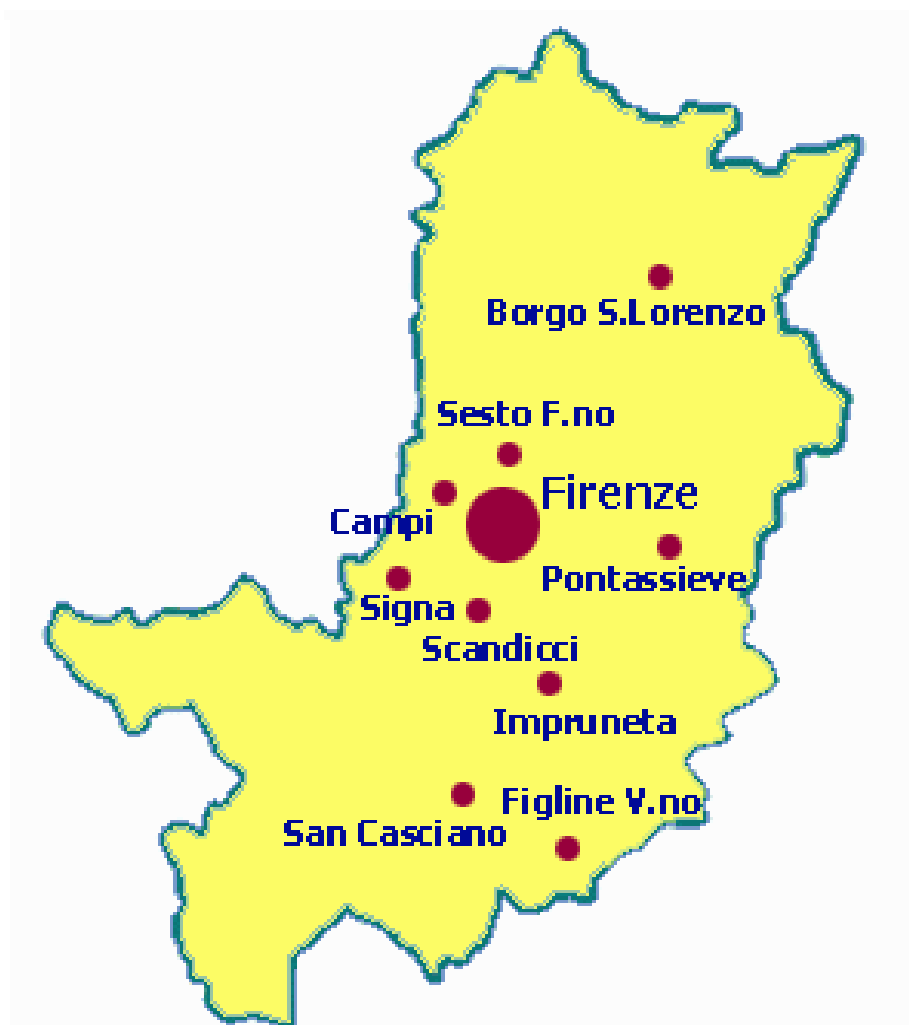 Borgo S.Lorenzo
Sesto F.no
Firenze
Campi
Pontassieve
Signa
Scandicci
Impruneta
Figline V.no
San Casciano